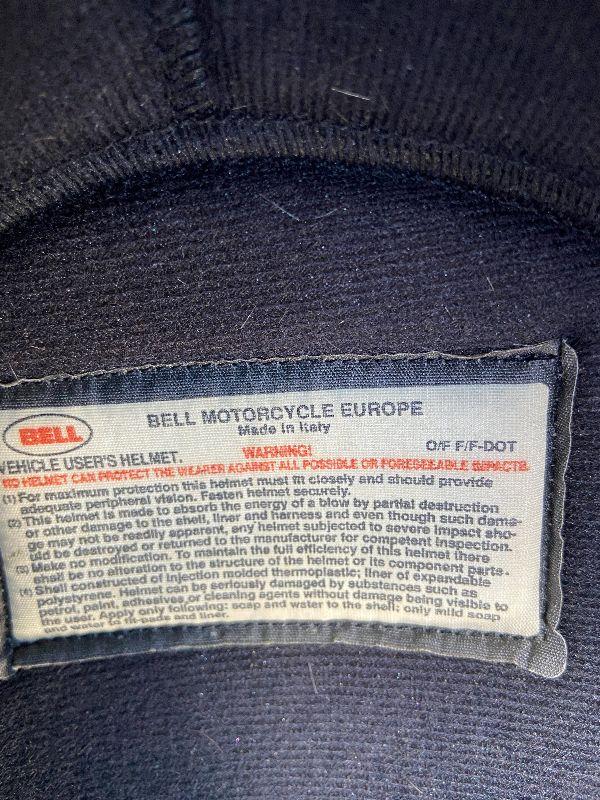 BELL
BELL MOTORCYCLE EUROPE
Made in Italy
VEHICLE USER'S HELMET.
WARNING!
O/F F/F-DOT
NO HELMET CAN PROTECT THE WEARER AGAINST ALL POSSIBLE OR FORESEEABLE IMPACTS.
(1) For maximum protection this helmet must fit closely and should provide
adequate peripheral vision. Fasten helmet securely.
(2) This helmet is made to absorb the energy of a blow by partial destruction
or other damage to the shell, liner and harness and even though such dama-
ge may not be readily apparent, any helmet subjected to severe impact sho-
uld be destroyed or returned to the manufacturer for competent inspection.
(3) Make no modification. To maintain the full efficiency of this helmet there
shall be no alteration to the structure of the helmet or its component parts.
(4) Shell constructed of injection molded thermoplastic; liner of expandable
polystyrene. Helmet can be seriously damaged by substances such as
petrol, paint, adhesives or cleaning agents without damage being visible to
the user. Apply only following: soap and water to the shell; only mild soap
and water to fit-pads and liner.